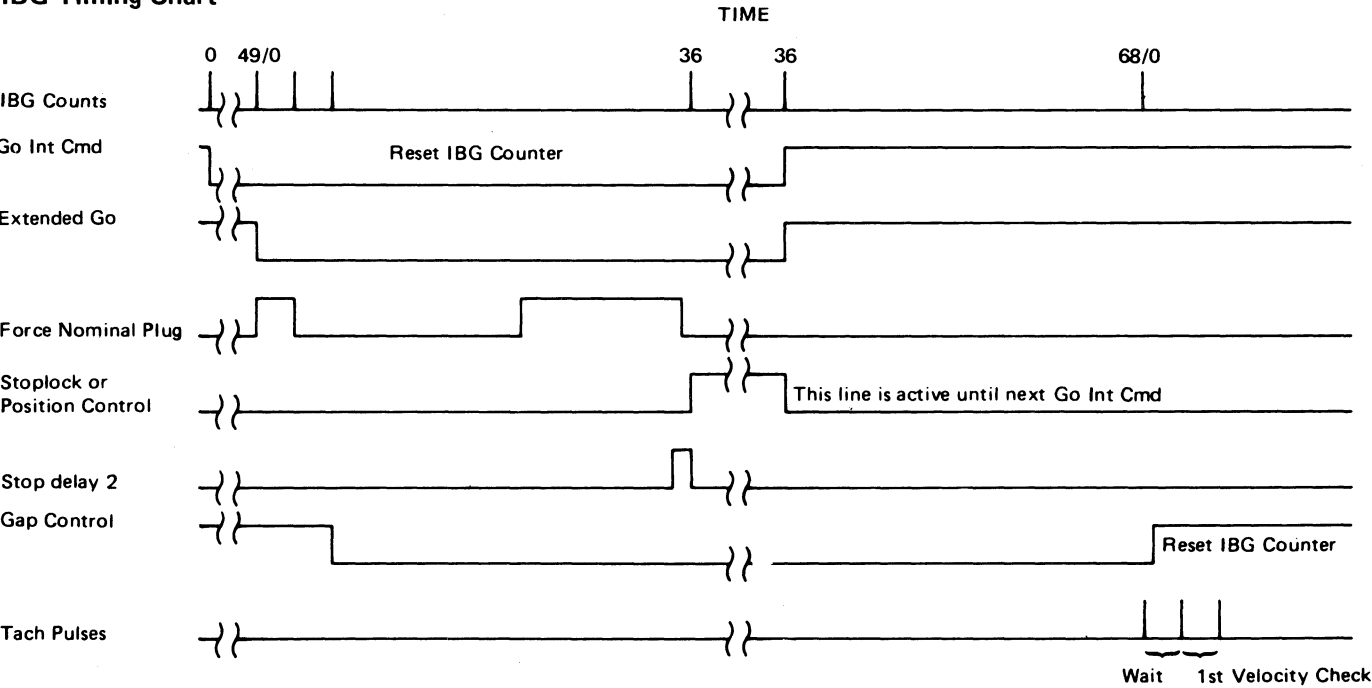 IBG Timing Chart
TIME
0 49/0 36 36 68/0
IBG Counts
Go Int Cmd
Reset IBG Counter
Extended Go
Force Nominal Plug
Stoplock or
Position Control
This line is active until next Go Int Cmd
Stop delay 2
Gap Control
Reset IBG Counter
Tach Pulses
Wait 1st Velocity Check